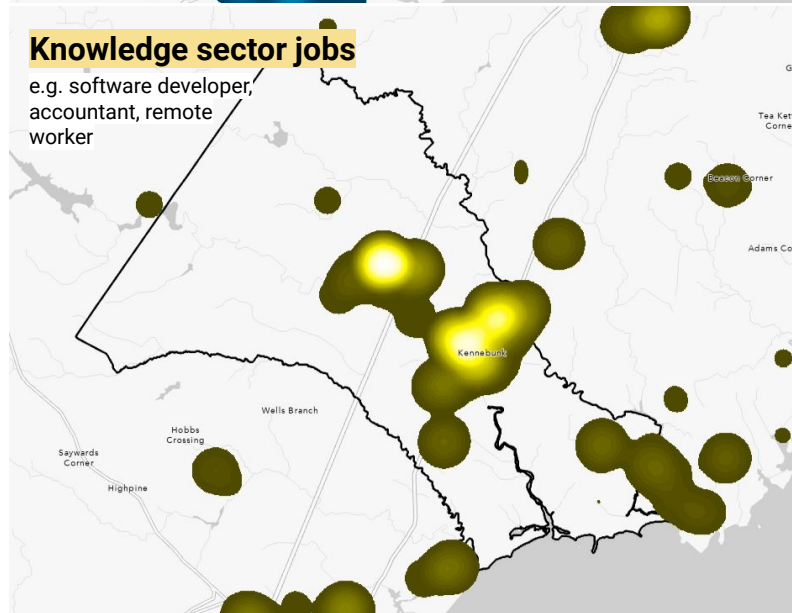 Knowledge sector jobs
e.g. software developer,
accountant, remote
worker
Tea
Corne
Beacon Corner
Adams Co
Kennebunk
Wells Branch
Hobbs
Crossing
Saywards
Corner
Highpine